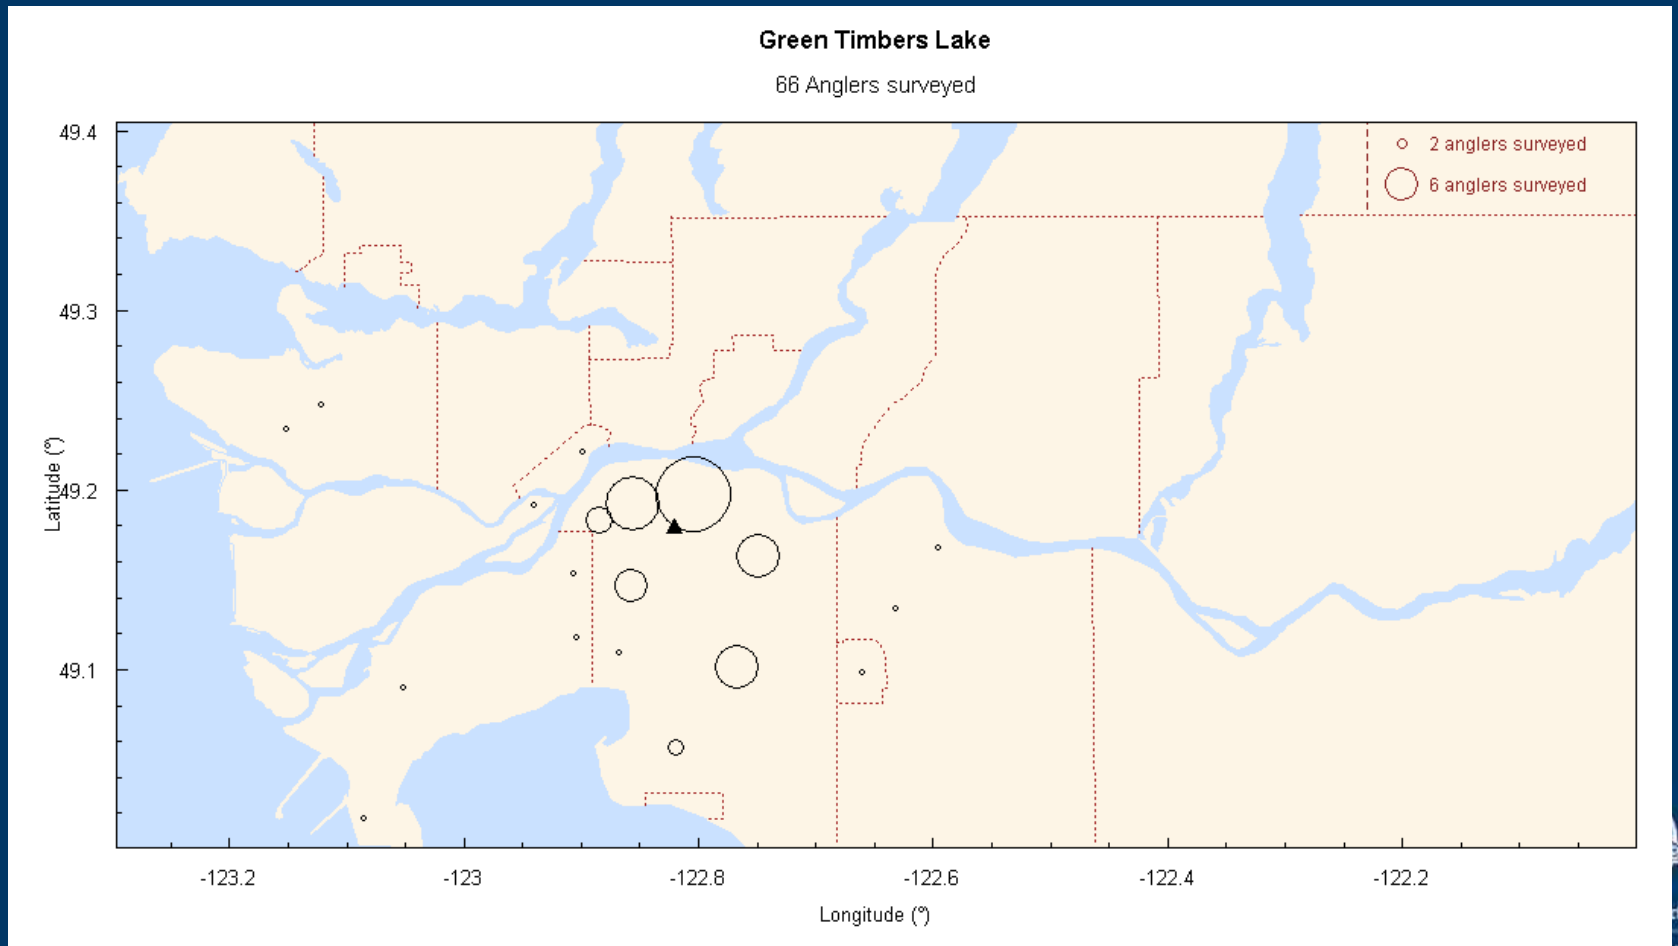 Green Timbers Lake
66 Anglers surveyed
2 anglers surveyed
6 anglers surveyed
49.4
49.3
49.2
49.1
Latitude (°)
-123.2 -123 -122.8 -122.6 -122.4 -122.2
Longitude (°)